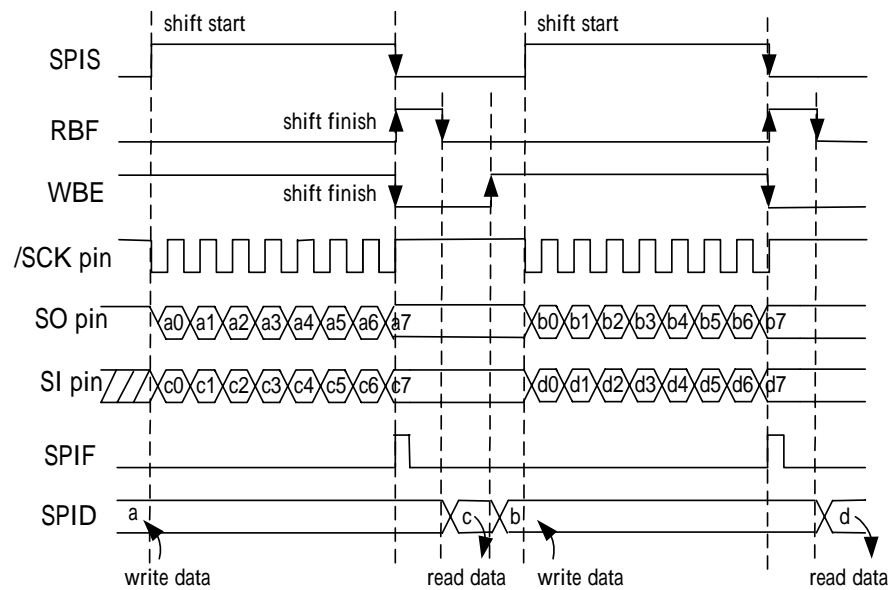 shift start shift start
SPIS
RBF shift finish
WBE shift finish
/SCK pin
SO pin a0 a1 a2 a3 a4 a5 a6 a7 b0 b1 b2 b3 b4 b5 b6 b7
SI pin c0 c1 c2 c3 c4 c5 c6 c7 d0 d1 d2 d3 d4 d5 d6 d7
SPIF
SPID a c b d
write data read data write data read data